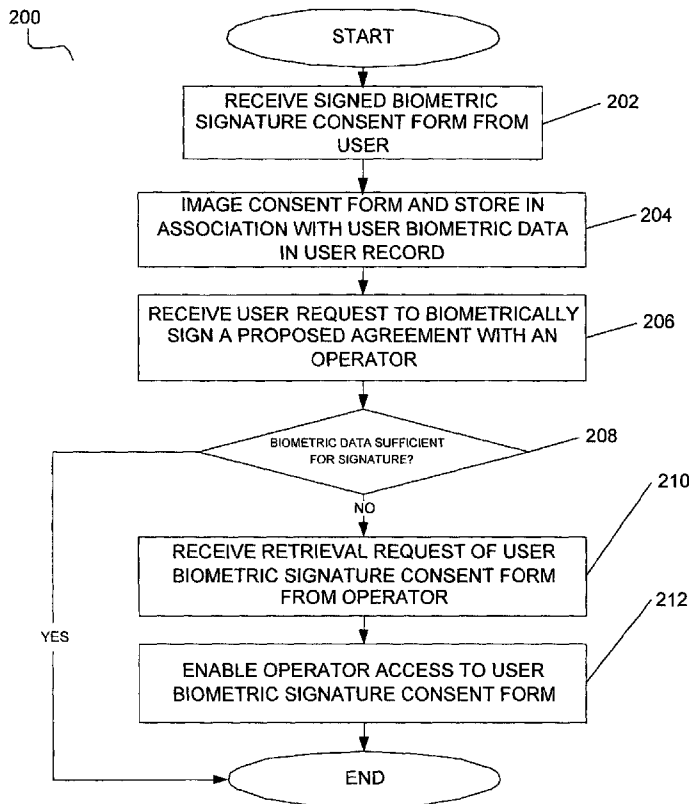 200
START
RECEIVE SIGNED BIOMETRIC
SIGNATURE CONSENT FORM FROM
USER
202
IMAGE CONSENT FORM AND STORE IN
ASSOCIATION WITH USER BIOMETRIC DATA
IN USER RECORD
204
RECEIVE USER REQUEST TO BIOMETRICALLY
SIGN A PROPOSED AGREEMENT WITH AN
OPERATOR
206
BIOMETRIC DATA SUFFICIENT
FOR SIGNATURE?
208
NO
210
RECEIVE RETRIEVAL REQUEST OF USER
BIOMETRIC SIGNATURE CONSENT FORM
FROM OPERATOR
212
YES
ENABLE OPERATOR ACCESS TO USER
BIOMETRIC SIGNATURE CONSENT FORM
END